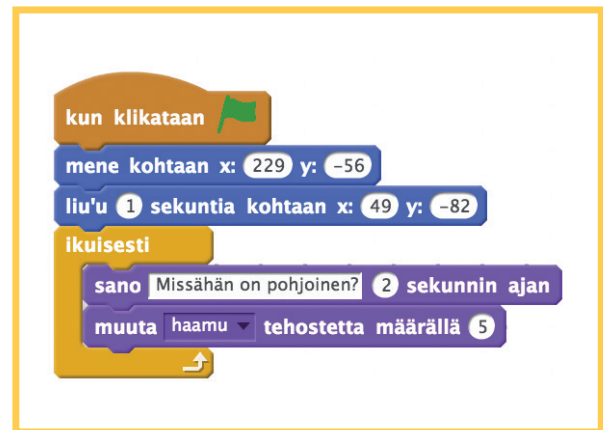 kun klikataan
mene kohtaan x: 229 y: -56
liu'u 1 sekuntia kohtaan x: 49 y: -82
ikuisesti
sano Missähän on pohjoinen? 2 sekunnin ajan
muuta haamu tehostetta määrällä 5